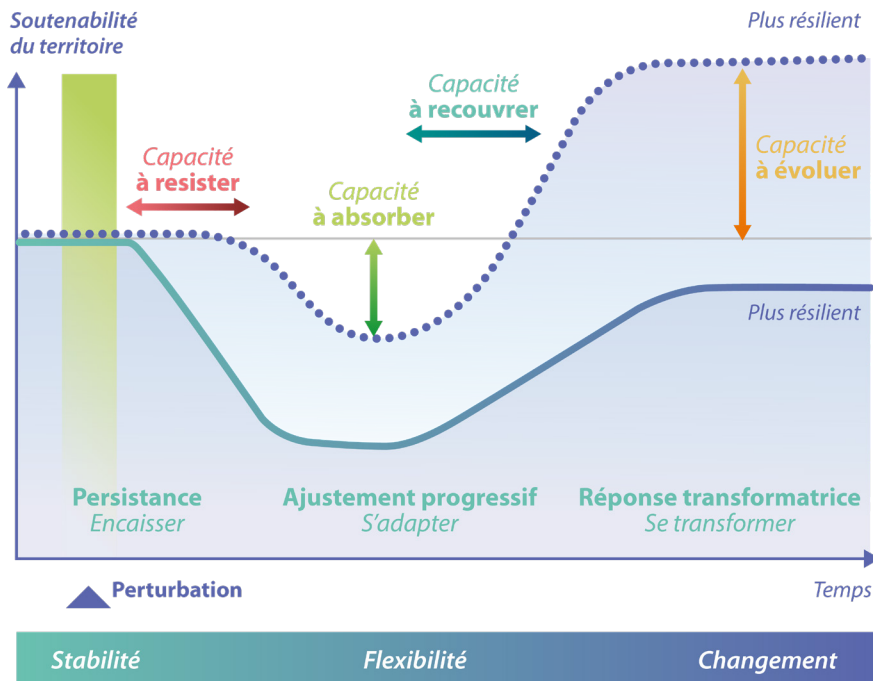 Soutenabilité
du territoire
Plus résilient
Capacité
à recouvrer
Capacité
à resister
Capacité
à évoluer
Capacité
à absorber
Plus résilient
Persistance
Encaisser
Ajustement progressif
S'adapter
Réponse transformatrice
Se transformer
Perturbation
Temps
Stabilité
Flexibilité
Changement